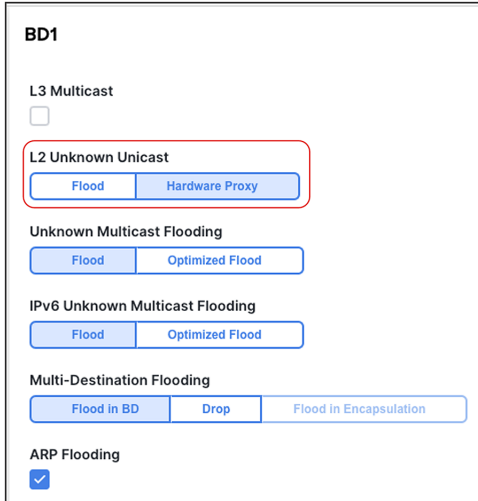 BD1
L3 Multicast
L2 Unknown Unicast
Flood Hardware Proxy
Unknown Multicast Flooding
Flood Optimized Flood
IPv6 Unknown Multicast Flooding
Flood Optimized Flood
Multi-Destination Flooding
Flood in BD Drop Flood in Encapsulation
ARP Flooding